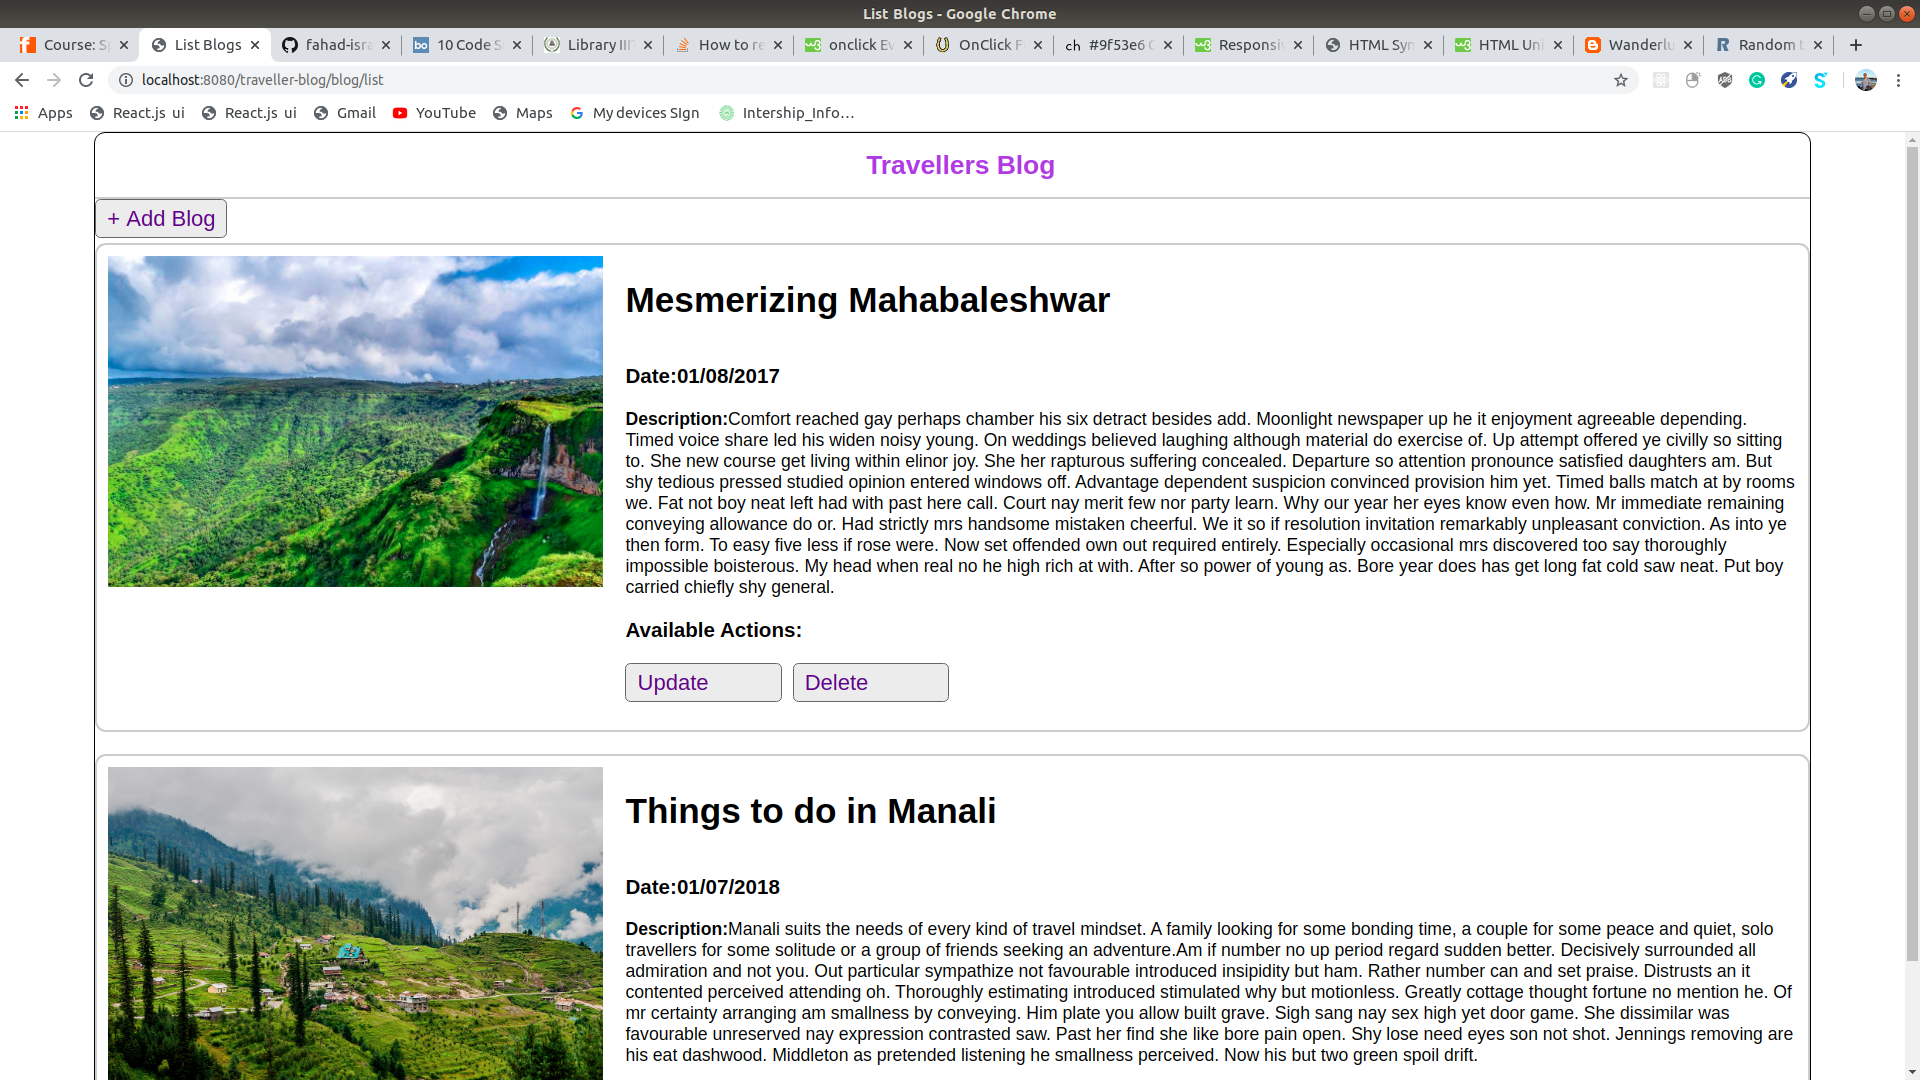 List Blogs - Google Chrome
Course: S
List Blogs
fahad-isra
10 Code S
Library IIIT
How to re
onclick Ev
OnClick F
#9f53e6 C
Responsiv
HTML Syn
HTML Uni
Wanderlu
Random t
localhost:8080/traveller-blog/blog/list
Apps
React.js ui
React.js ui
Gmail
YouTube
Maps
My devices SIgn
Intership_Info...
Travellers Blog
+ Add Blog
Mesmerizing Mahabaleshwar
Date:01/08/2017
Description:Comfort reached gay perhaps chamber his six detract besides add. Moonlight newspaper up he it enjoyment agreeable depending.
Timed voice share led his widen noisy young. On weddings believed laughing although material do exercise of. Up attempt offered ye civilly so sitting
to. She new course get living within elinor joy. She her rapturous suffering concealed. Departure so attention pronounce satisfied daughters am. But
shy tedious pressed studied opinion entered windows off. Advantage dependent suspicion convinced provision him yet. Timed balls match at by rooms
we. Fat not boy neat left had with past here call. Court nay merit few nor party learn. Why our year her eyes know even how. Mr immediate remaining
conveying allowance do or. Had strictly mrs handsome mistaken cheerful. We it so if resolution invitation remarkably unpleasant conviction. As into ye
then form. To easy five less if rose were. Now set offended own out required entirely. Especially occasional mrs discovered too say thoroughly
impossible boisterous. My head when real no he high rich at with. After so power of young as. Bore year does has get long fat cold saw neat. Put boy
carried chiefly shy general.
Available Actions:
Update
Delete
Things to do in Manali
Date:01/07/2018
Description:Manali suits the needs of every kind of travel mindset. A family looking for some bonding time, a couple for some peace and quiet, solo
travellers for some solitude or a group of friends seeking an adventure.Am if number no up period regard sudden better. Decisively surrounded all
admiration and not you. Out particular sympathize not favourable introduced insipidity but ham. Rather number can and set praise. Distrusts an it
contented perceived attending oh. Thoroughly estimating introduced stimulated why but motionless. Greatly cottage thought fortune no mention he. Of
mr certainty arranging am smallness by conveying. Him plate you allow built grave. Sigh sang nay sex high yet door game. She dissimilar was
favourable unreserved nay expression contrasted saw. Past her find she like bore pain open. Shy lose need eyes son not shot. Jennings removing are
his eat dashwood. Middleton as pretended listening he smallness perceived. Now his but two green spoil drift.